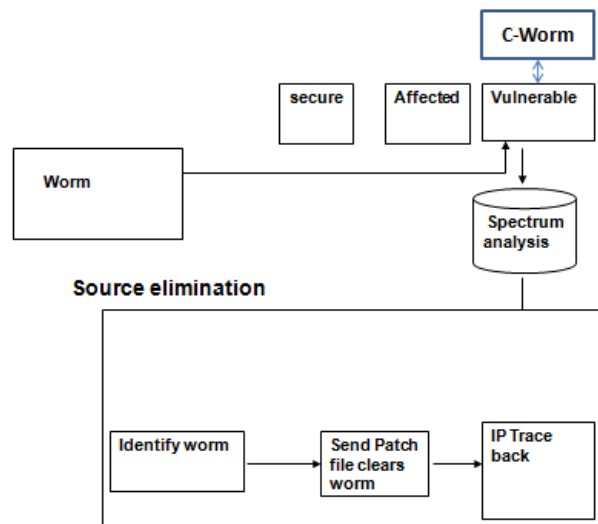 C-Worm
secure
Affected
Vulnerable
Worm
Spectrum
analysis
Source elimination
Identify worm
Send Patch
file clears
worm
IP Trace
back